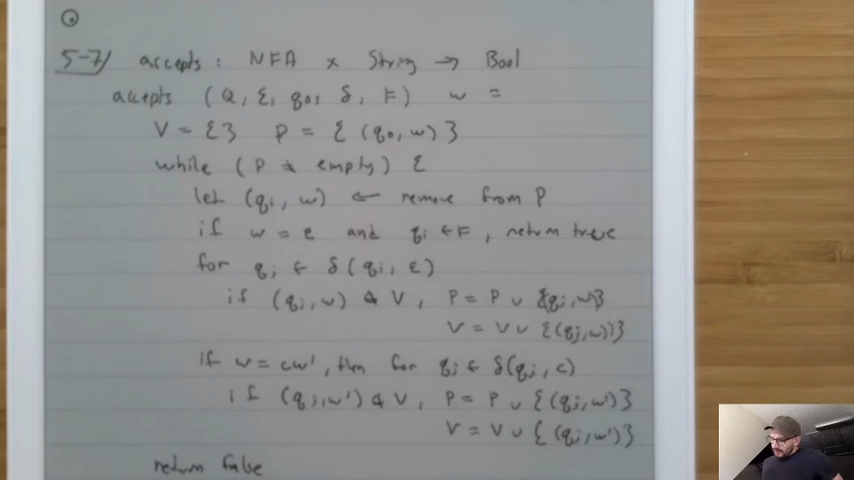 5-7/ accepts : NFA x String → Bool
accepts (Q, Σ, q₀, δ, F) w =
V = {} P = { (q₀, w) }
while (P ≠ empty) {
let (qi, w) ← remove from P
if w = ε and qi ∈ F, return true
for qj ∈ δ(qi, ε)
if (qj, w) ∉ V, P = P ∪ {(qj, w)}
V = V ∪ {(qj, w)}
if w = cw', then for qj ∈ δ(qi, c)
if (qj, w') ∉ V, P = P ∪ {(qj, w')}
V = V ∪ {(qj, w')}
return false